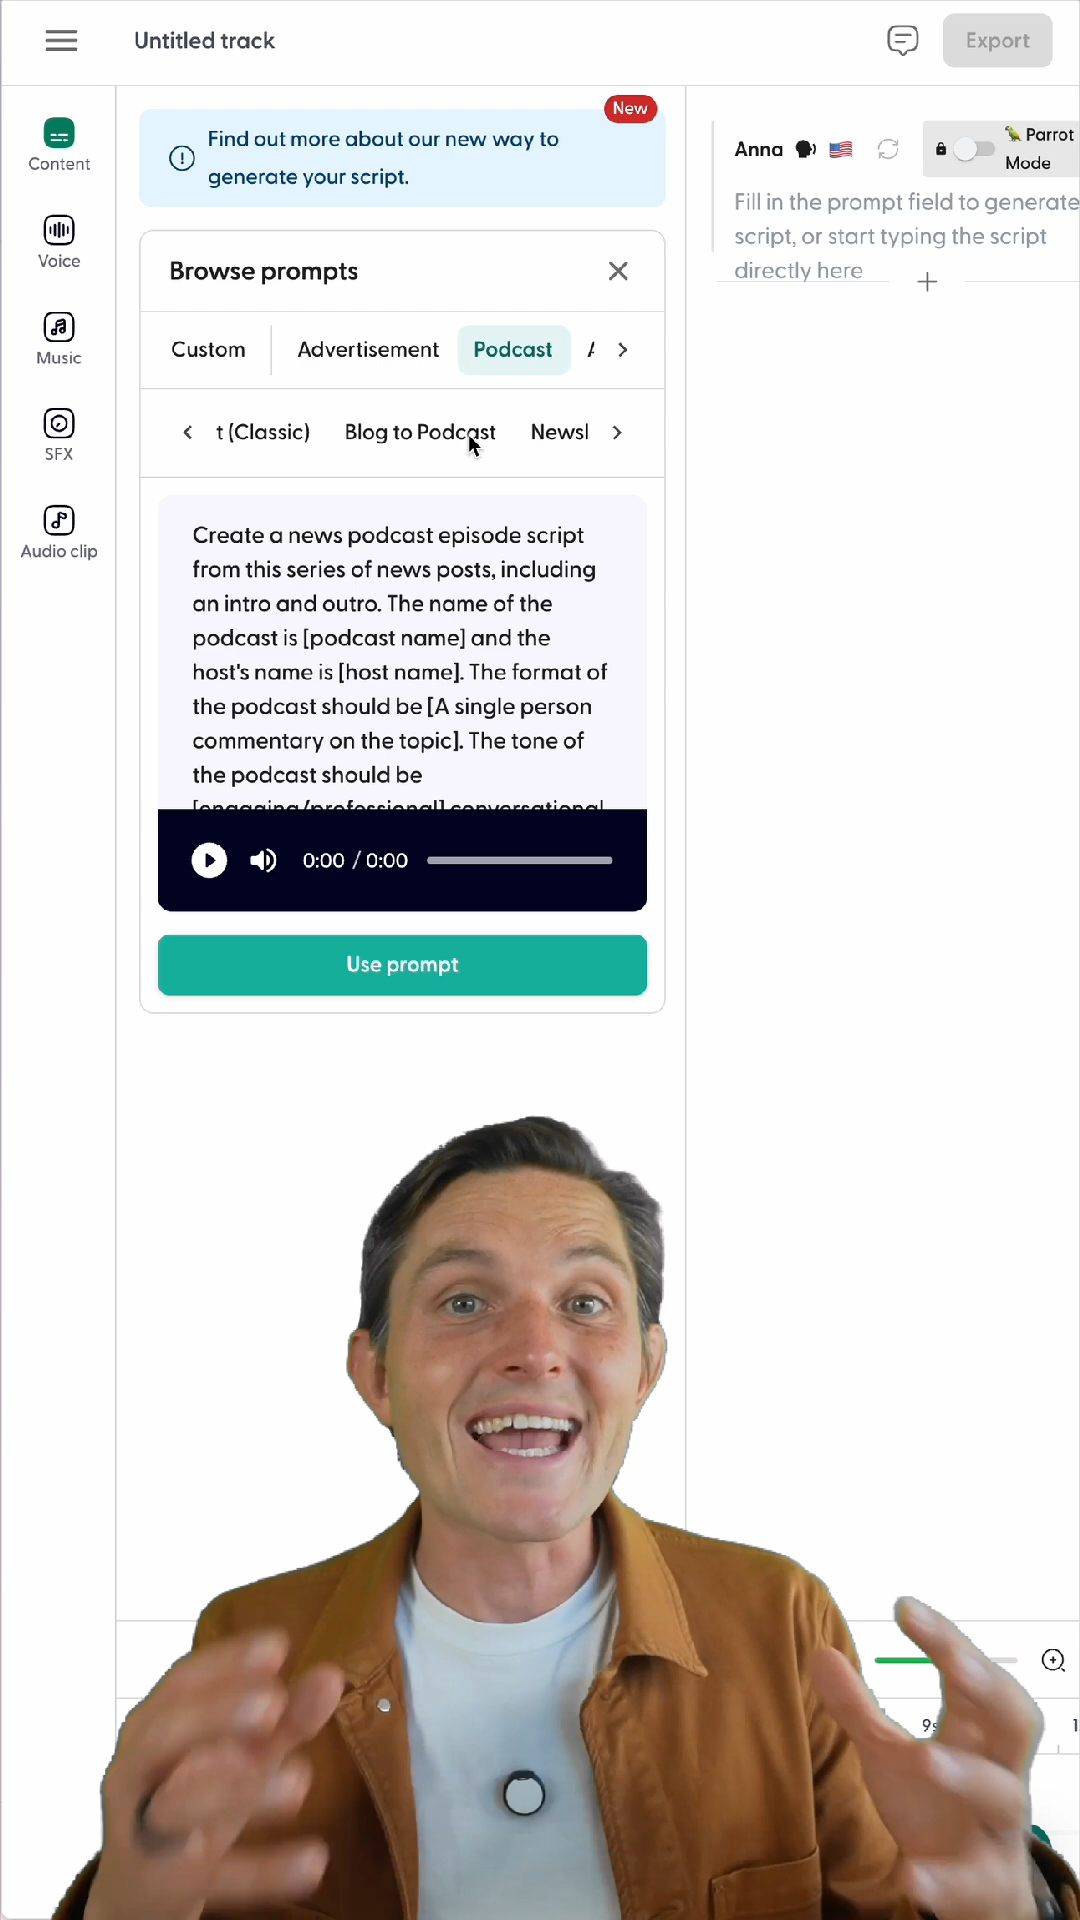 Untitled track
Export
New
Find out more about our new way to
generate your script.
Content
Voice
Music
SFX
Audio clip
Browse prompts
Custom
Advertisement
Podcast
t (Classic)
Blog to Podcast
Newsl
Create a news podcast episode script
from this series of news posts, including
an intro and outro. The name of the
podcast is [podcast name] and the
host's name is [host name]. The format of
the podcast should be [A single person
commentary on the topic]. The tone of
the podcast should be
[engaging/professional] conversational
0:00 / 0:00
Use prompt
Anna
Parrot
Mode
Fill in the prompt field to generate
script, or start typing the script
directly here